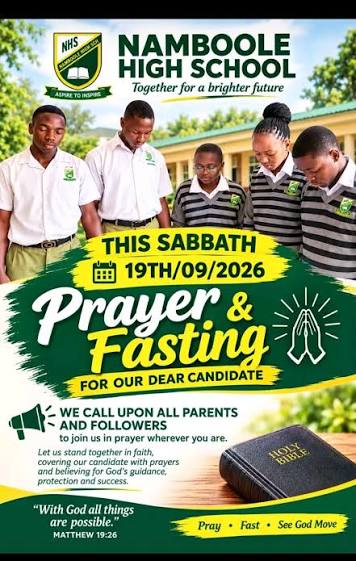 NHS
NAMBOOLE HIGH SCHOOL
ASPIRE TO INSPIRE
NAMBOOLE
HIGH SCHOOL
Together for a brighter future
THIS SABBATH
19TH/09/2026
Prayer &
Fasting
FOR OUR DEAR CANDIDATE
WE CALL UPON ALL PARENTS
AND FOLLOWERS
to join us in prayer wherever you are.
Let us stand together in faith,
covering our candidate with prayers
and believing for God's guidance,
protection and success.
HOLY
BIBLE
"With God all things
are possible."
MATTHEW 19:26
Pray • Fast • See God Move